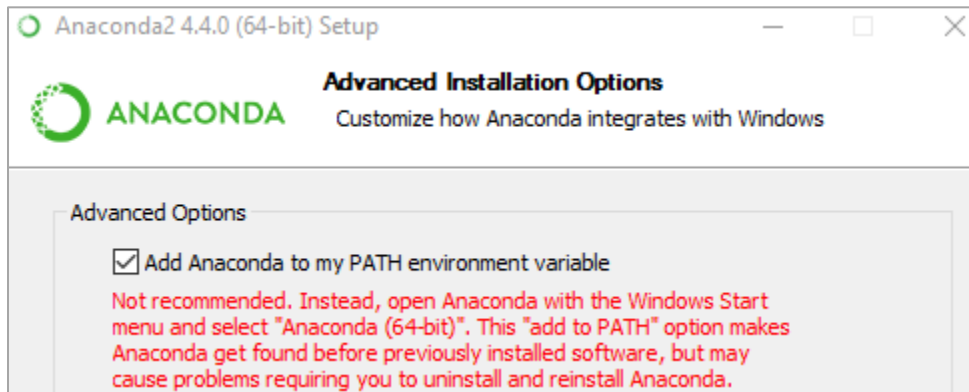 Anaconda2 4.4.0 (64-bit) Setup
ANACONDA
Advanced Installation Options
Customize how Anaconda integrates with Windows
Advanced Options
Add Anaconda to my PATH environment variable
Not recommended. Instead, open Anaconda with the Windows Start
menu and select "Anaconda (64-bit)". This "add to PATH" option makes
Anaconda get found before previously installed software, but may
cause problems requiring you to uninstall and reinstall Anaconda.